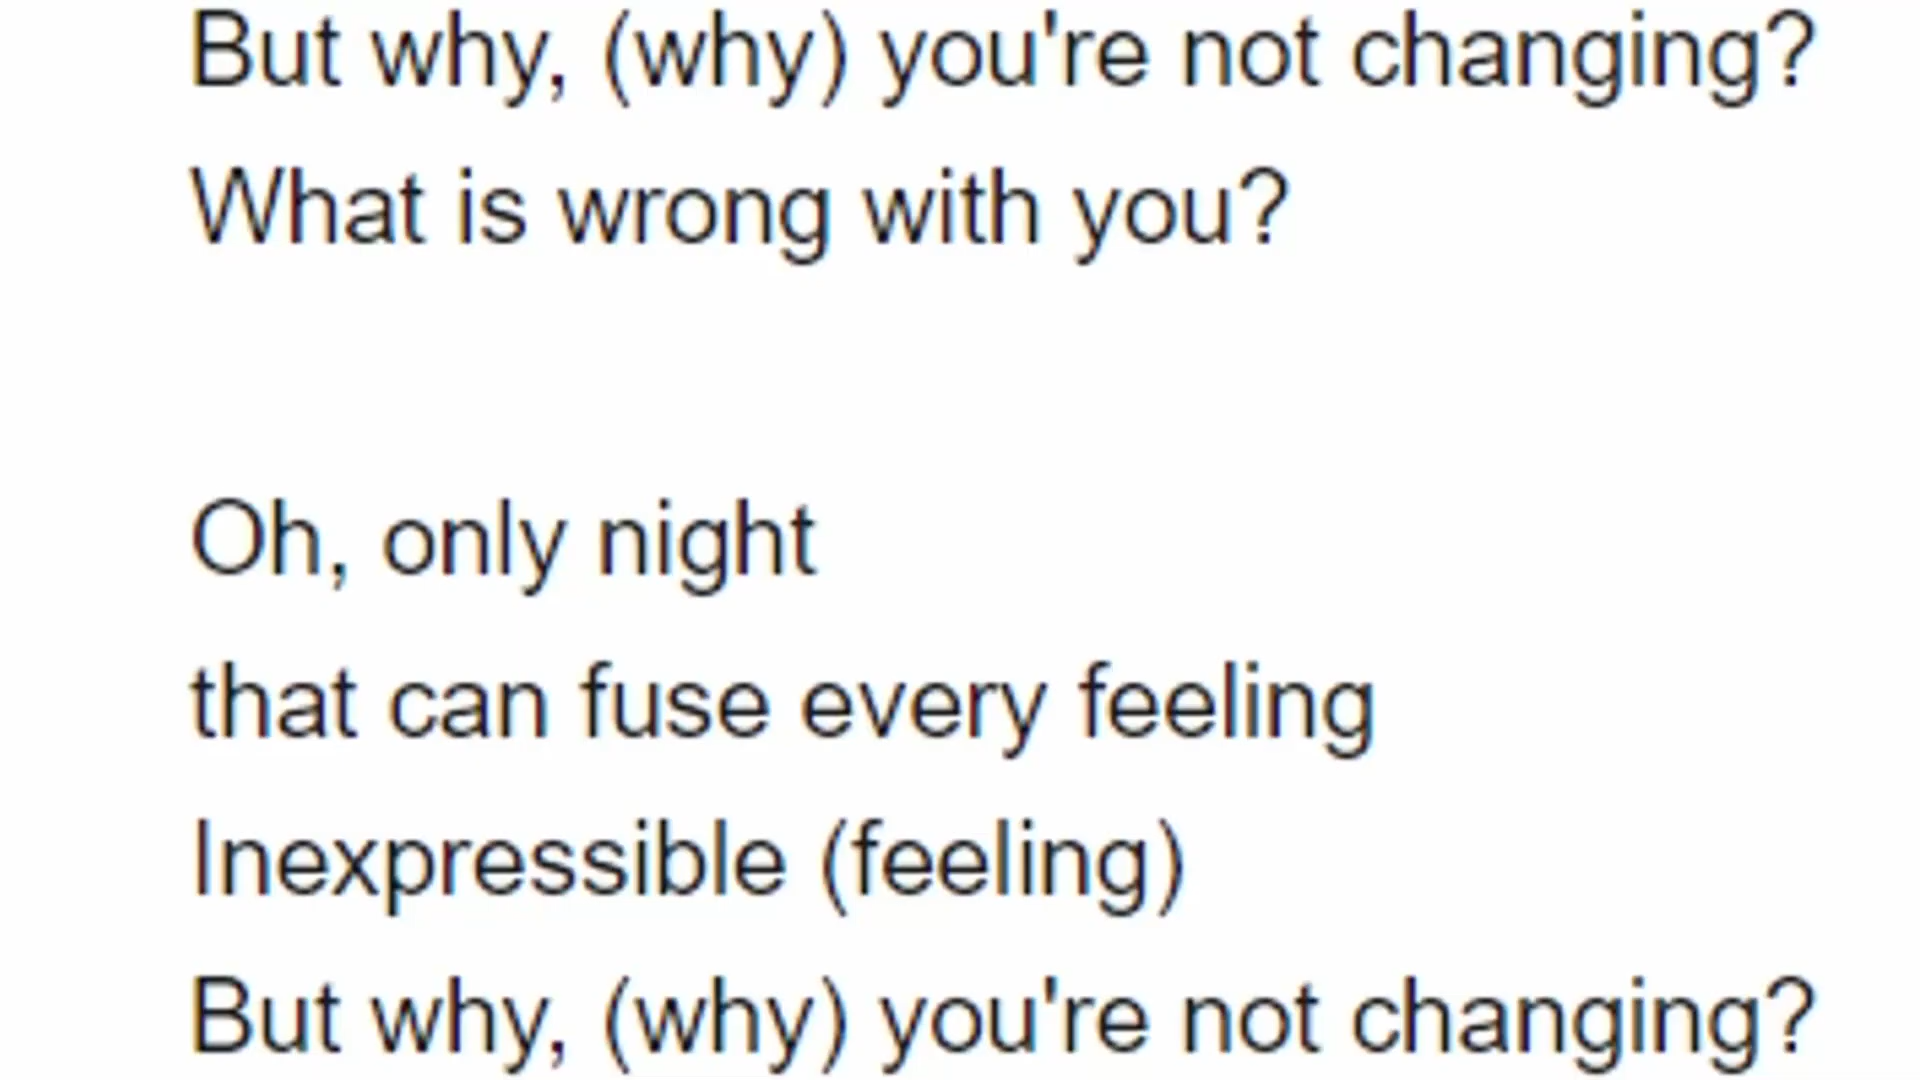 But why, (why) you're not changing?
What is wrong with you?
Oh, only night
that can fuse every feeling
Inexpressible (feeling)
But why, (why) you're not changing?